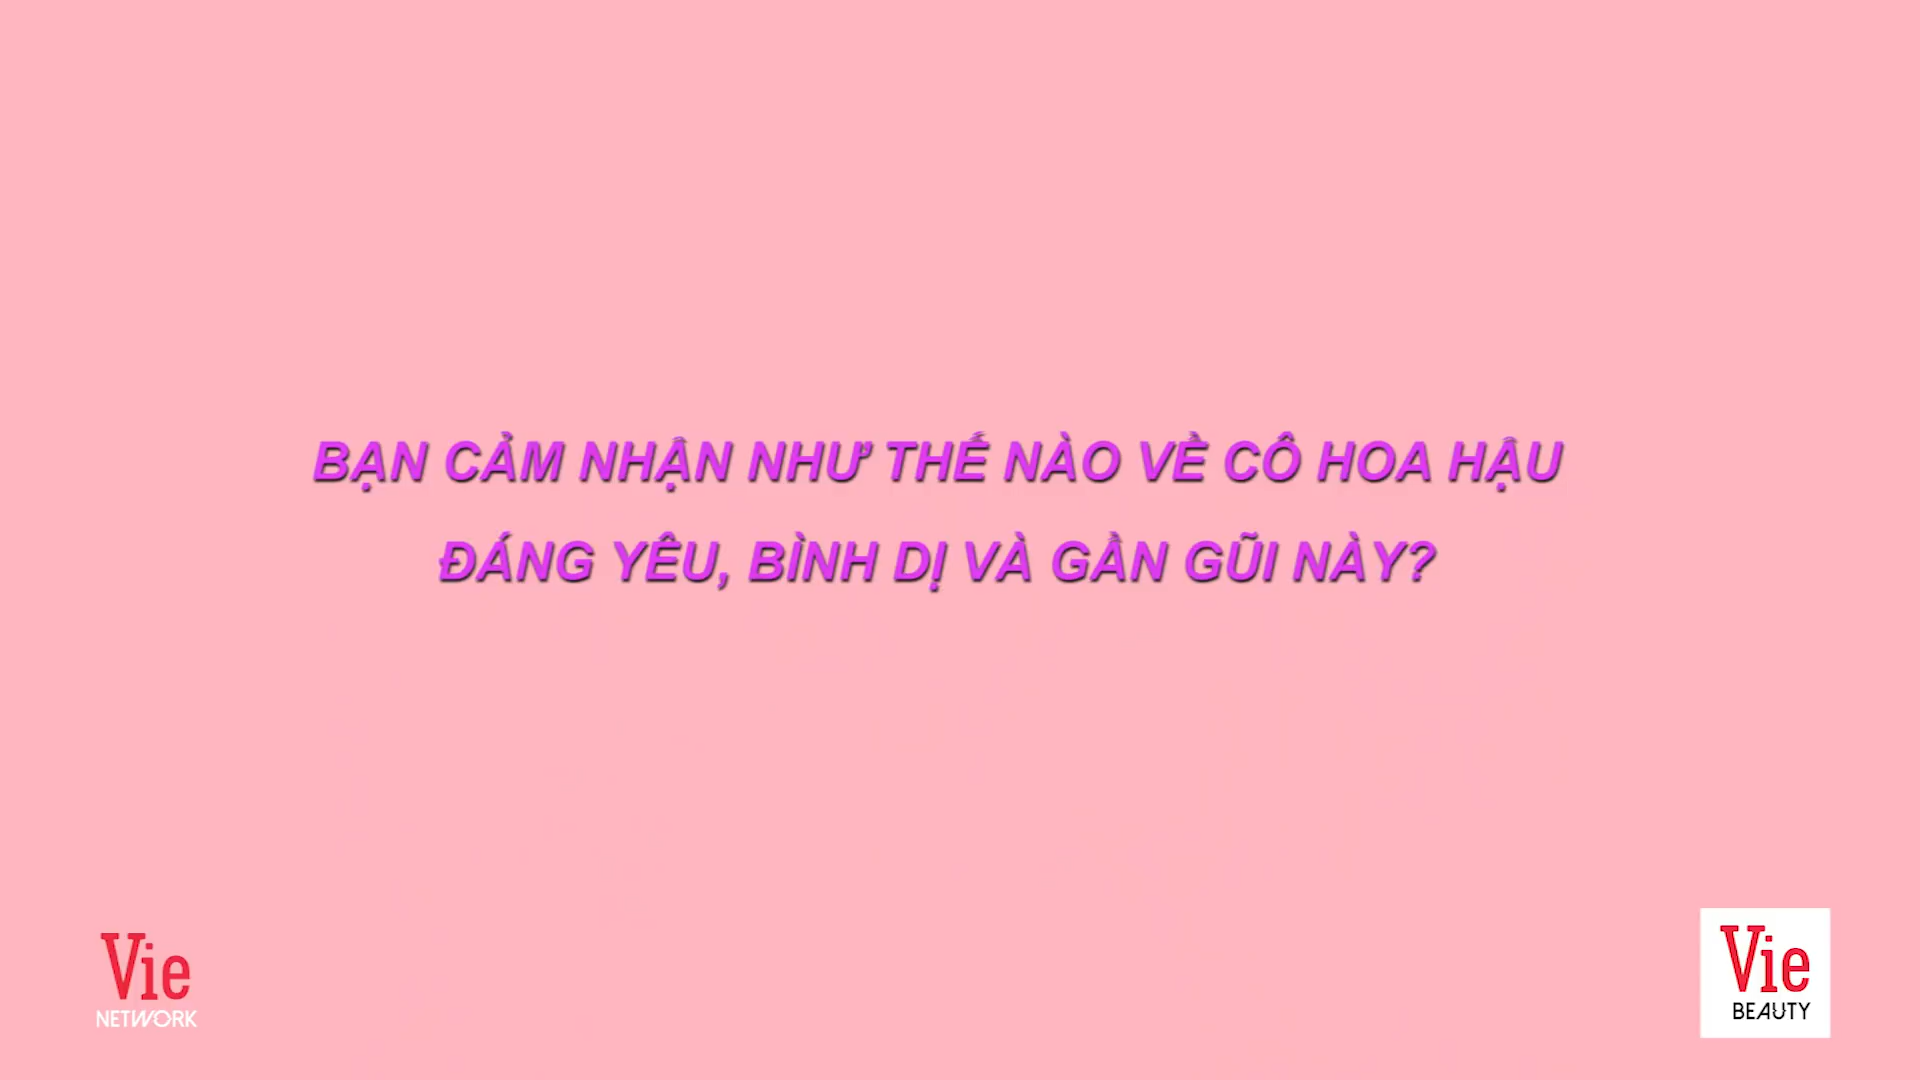 BẠN CẢM NHẬN NHƯ THẾ NÀO VỀ CÔ HOA HẬU
ĐÁNG YÊU, BÌNH DỊ VÀ GẦN GŨI NÀY?
Vie
NETWORK
Vie
BEAUTY